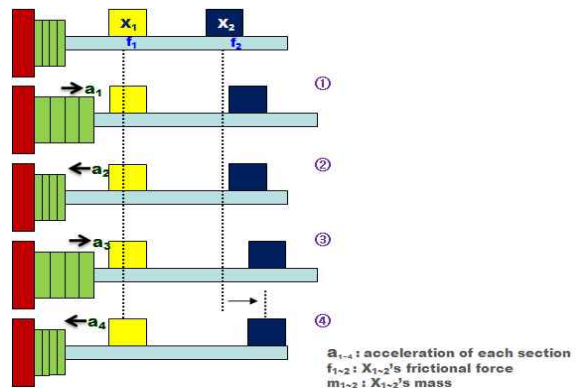 X₁ X₂
f₁ f₂
①
a₁
②
a₂
③
a₃
④
a₄
a₁~₄ : acceleration of each section
f₁~₂ : X₁~₂'s frictional force
m₁~₂ : X₁~₂'s mass